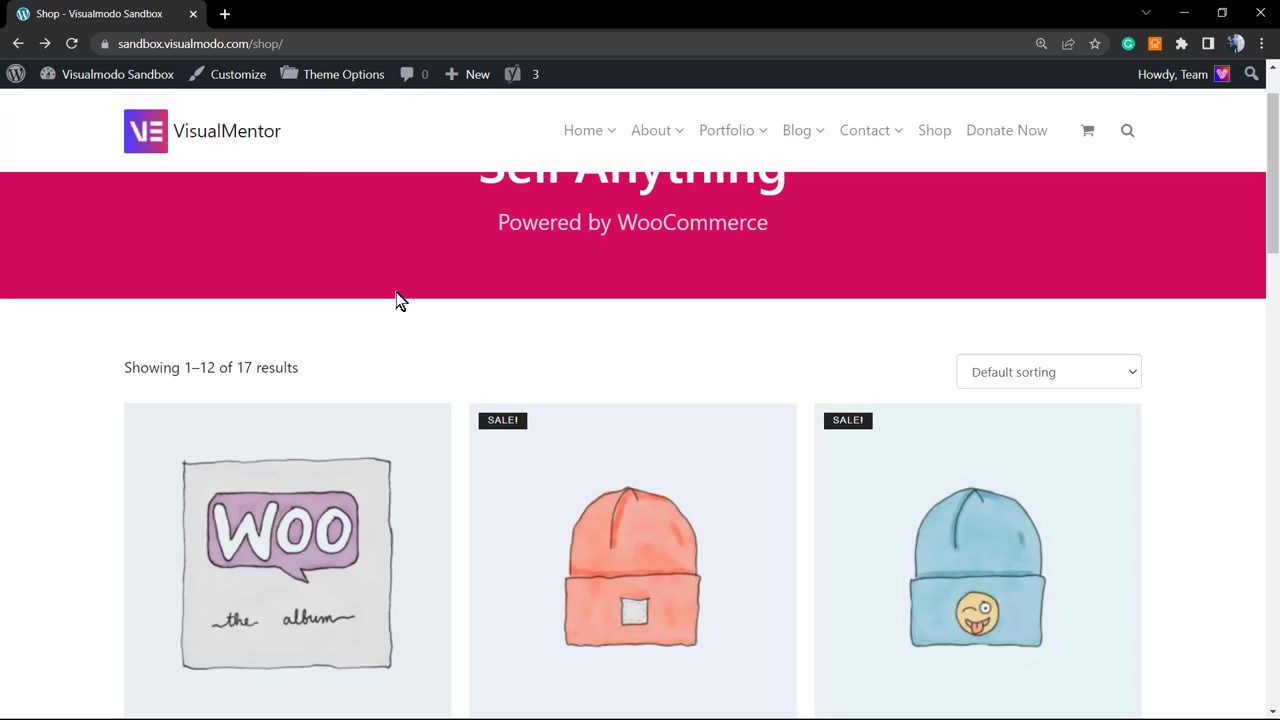 Shop - Visualmodo Sandbox
sandbox.visualmodo.com/shop/
Visualmodo Sandbox Customize Theme Options 0 New 3 Howdy, Team
VE VisualMentor Home About Portfolio Blog Contact Shop Donate Now
Sell Anything
Powered by WooCommerce
Showing 1–12 of 17 results
Default sorting
SALE!
SALE!
WOO
the album